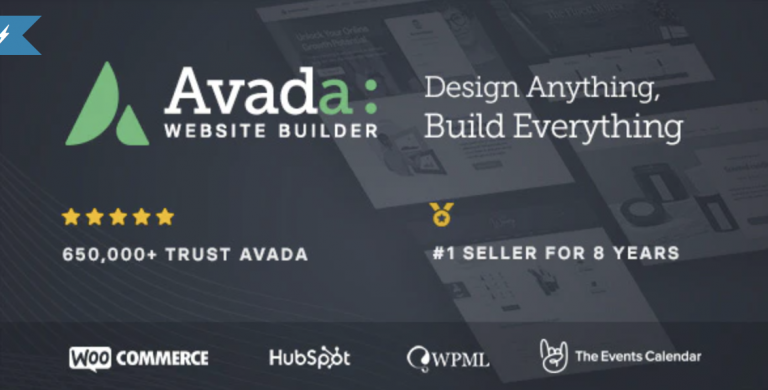 Avada:
WEBSITE BUILDER
Design Anything,
Build Everything
650,000+ TRUST AVADA
#1 SELLER FOR 8 YEARS
WOO COMMERCE
HubSpot
WPML
The Events Calendar